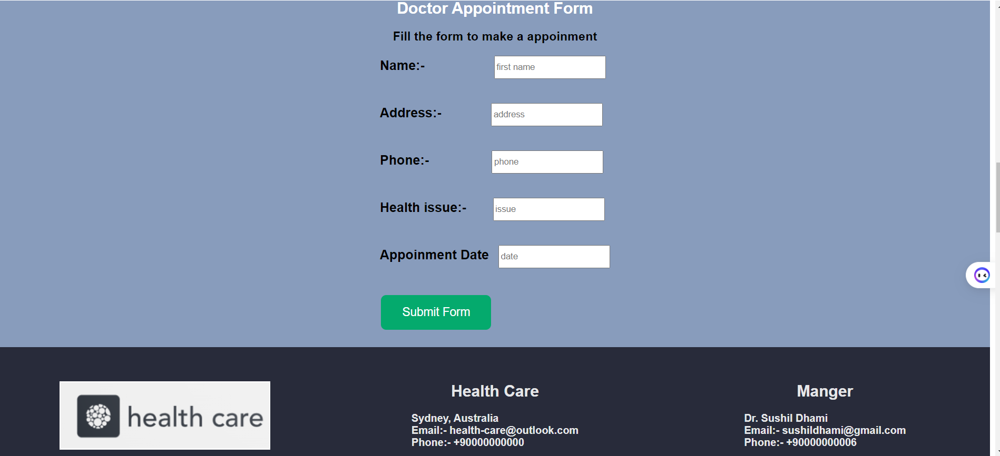 Doctor Appointment Form
Fill the form to make a appoinment
Name:- first name
Address:- address
Phone:- phone
Health issue:- issue
Appoinment Date date
Submit Form
health care
Health Care
Sydney, Australia
Email:- health-care@outlook.com
Phone:- +90000000000
Manger
Dr. Sushil Dhami
Email:- sushildhami@gmail.com
Phone:- +90000000006